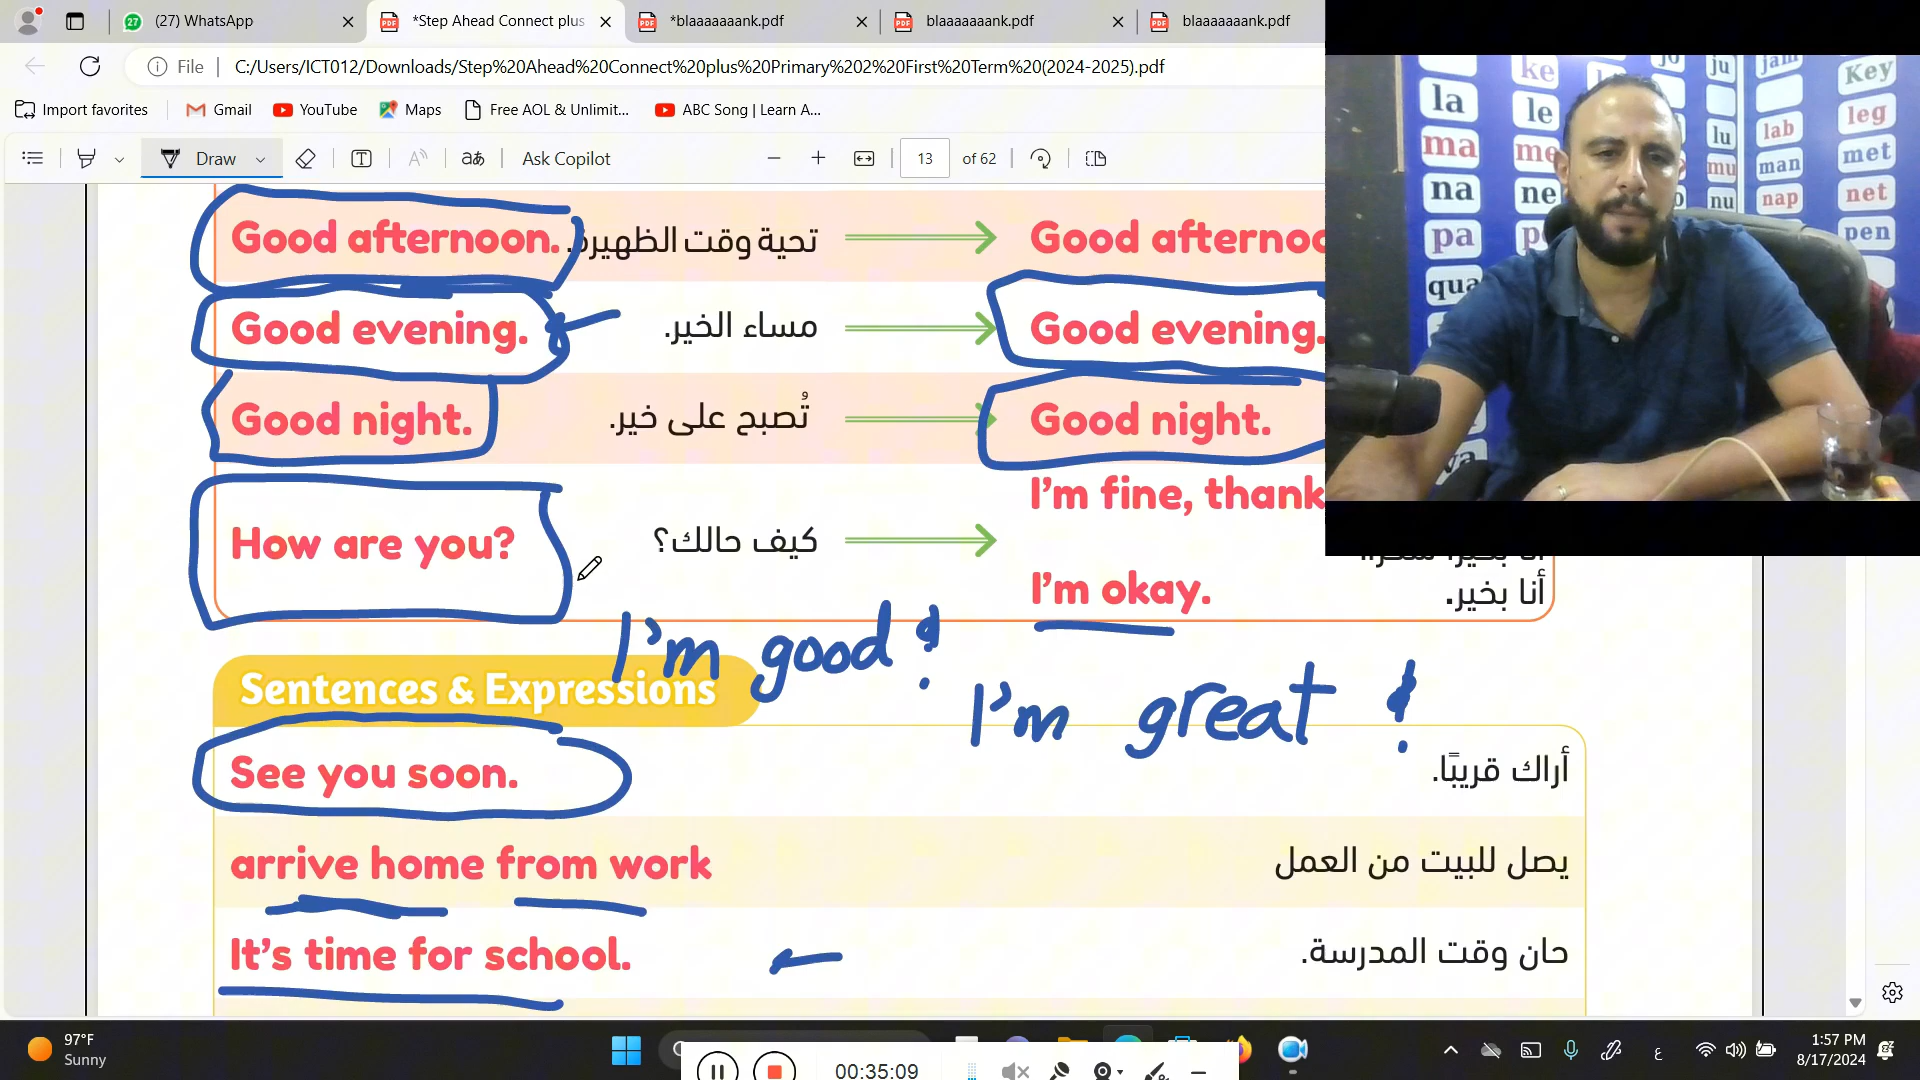 (27) WhatsApp
*Step Ahead Connect plus
*blaaaaaaank.pdf
blaaaaaaank.pdf
blaaaaaaank.pdf
File
C:/Users/ICT012/Downloads/Step%20Ahead%20Connect%20plus%20Primary%202%20First%20Term%20(2024-2025).pdf
Import favorites
Gmail
YouTube
Maps
Free AOL & Unlimit...
ABC Song | Learn A...
Draw
Ask Copilot
13 of 62
Good afternoon. تحية وقت الظهيرة. Good afternoo
Good evening. مساء الخير. Good evening.
Good night. تُصبح على خير. Good night.
I'm fine, thank
How are you? كيف حالك؟
I'm okay. أنا بخير.
I'm good!
I'm great!
Sentences & Expressions
See you soon. أراك قريبًا.
arrive home from work يصل للبيت من العمل
It's time for school. حان وقت المدرسة.
la ke ju jam Key
le lu lab leg
ma me mu man met
na ne nu nap net
pa pen
qua
97°F
Sunny
00:35:09
ع
1:57 PM
8/17/2024